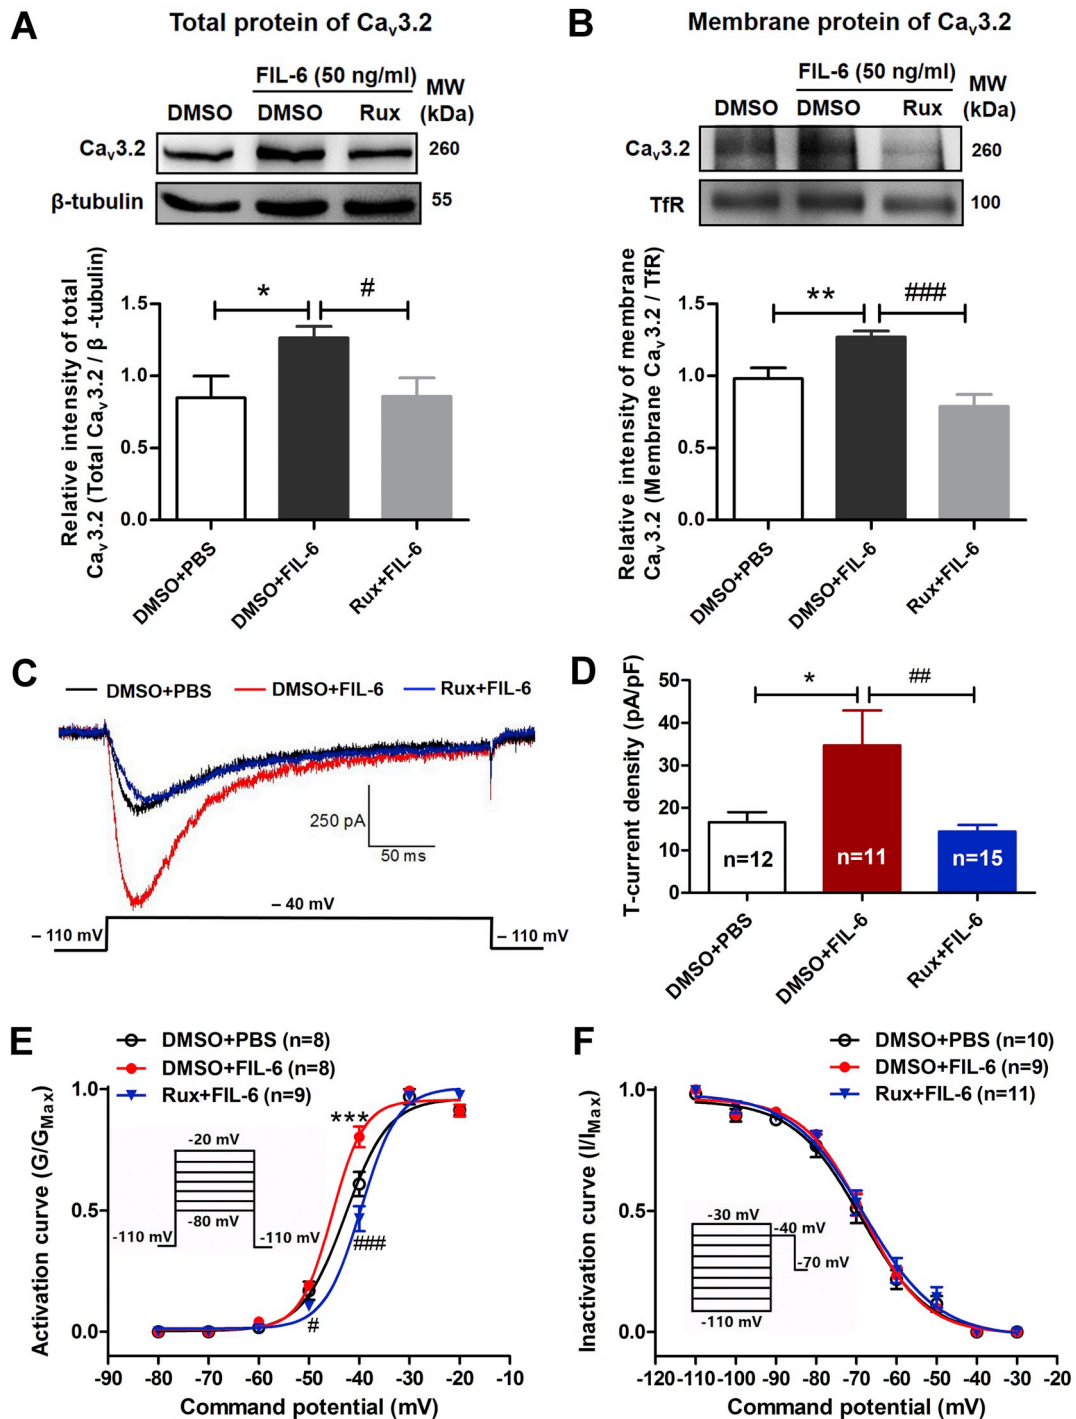 A Total protein of Cav3.2
FIL-6 (50 ng/ml) MW
DMSO DMSO Rux (kDa)
Cav3.2 260
β-tubulin 55
Relative intensity of total
Cav3.2 (Total Cav3.2 / β -tubulin)
1.5
1.0
0.5
0.0
* #
DMSO+PBS
DMSO+FIL-6
Rux+FIL-6
B Membrane protein of Cav3.2
FIL-6 (50 ng/ml) MW
DMSO DMSO Rux (kDa)
Cav3.2 260
TfR 100
Relative intensity of membrane
Cav3.2 (Membrane Cav3.2 / TfR)
1.5
1.0
0.5
0.0
** ###
DMSO+PBS
DMSO+FIL-6
Rux+FIL-6
C
DMSO+PBS DMSO+FIL-6 Rux+FIL-6
250 pA
50 ms
– 40 mV
– 110 mV – 110 mV
D
T-current density (pA/pF)
50
40
30
20
10
0
* ##
n=12 n=11 n=15
DMSO+PBS
DMSO+FIL-6
Rux+FIL-6
E
DMSO+PBS (n=8)
DMSO+FIL-6 (n=8)
Rux+FIL-6 (n=9)
Activation curve (G/GMax)
1.0
0.5
0.0
***
###
#
-20 mV
-80 mV
-110 mV -110 mV
-90 -80 -70 -60 -50 -40 -30 -20 -10
Command potential (mV)
F
DMSO+PBS (n=10)
DMSO+FIL-6 (n=9)
Rux+FIL-6 (n=11)
Inactivation curve (I/IMax)
1.0
0.5
0.0
-30 mV -40 mV
-70 mV
-110 mV
-120 -110 -100 -90 -80 -70 -60 -50 -40 -30 -20
Command potential (mV)